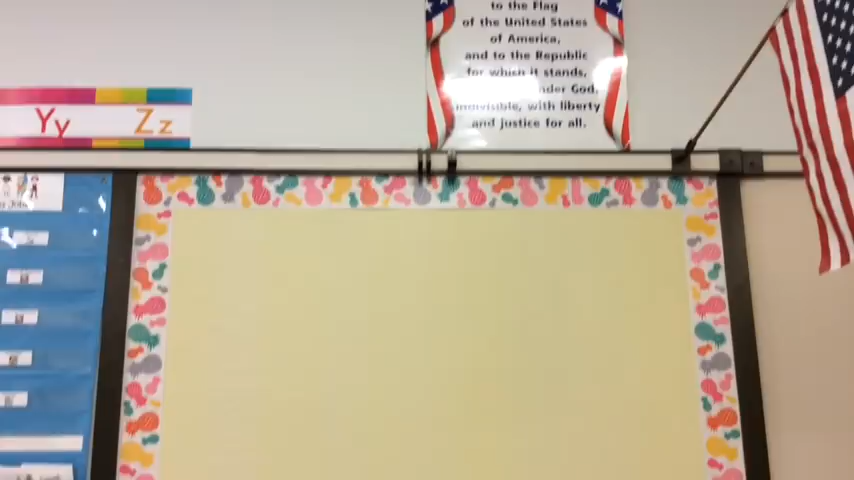 to the Flag
of the United States
of America,
and to the Republic
for which it stands,
under God,
indivisible, with liberty
and justice for all.
Yy Zz